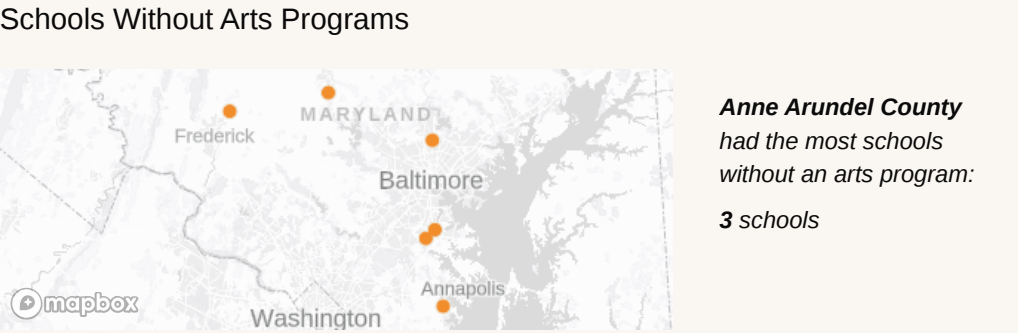 Schools Without Arts Programs
MARYLAND
Frederick
Baltimore
Annapolis
Washington
mapbox
Anne Arundel County
had the most schools
without an arts program:
3 schools